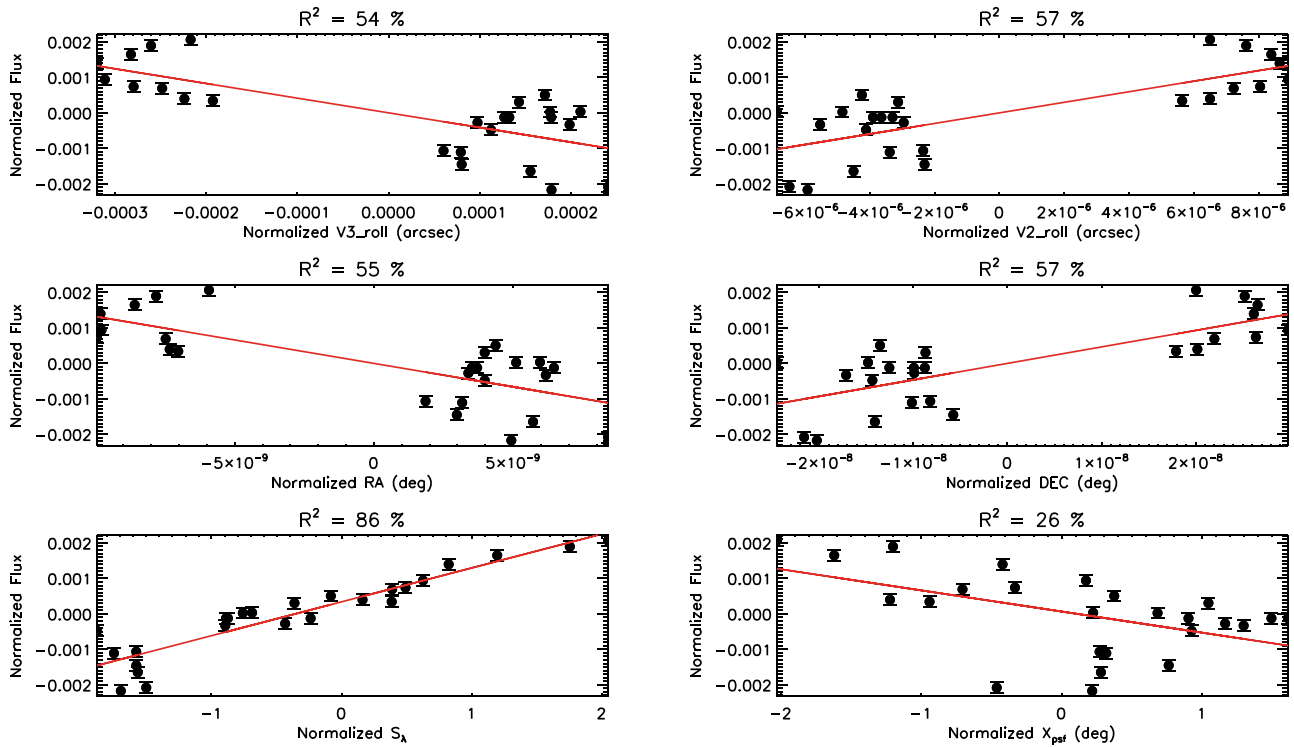 R² = 54 %
Normalized Flux
0.002
0.001
0.000
−0.001
−0.002
−0.0003 −0.0002 −0.0001 0.0000 0.0001 0.0002
Normalized V3_roll (arcsec)
R² = 57 %
Normalized Flux
0.002
0.001
0.000
−0.001
−0.002
−6×10⁻⁶ −4×10⁻⁶ −2×10⁻⁶ 0 2×10⁻⁶ 4×10⁻⁶ 6×10⁻⁶ 8×10⁻⁶
Normalized V2_roll (arcsec)
R² = 55 %
Normalized Flux
0.002
0.001
0.000
−0.001
−0.002
−5×10⁻⁹ 0 5×10⁻⁹
Normalized RA (deg)
R² = 57 %
Normalized Flux
0.002
0.001
0.000
−0.001
−0.002
−2×10⁻⁸ −1×10⁻⁸ 0 1×10⁻⁸ 2×10⁻⁸
Normalized DEC (deg)
R² = 86 %
Normalized Flux
0.002
0.001
0.000
−0.001
−0.002
−1 0 1 2
Normalized S_λ
R² = 26 %
Normalized Flux
0.002
0.001
0.000
−0.001
−0.002
−2 −1 0 1
Normalized X_psf (deg)